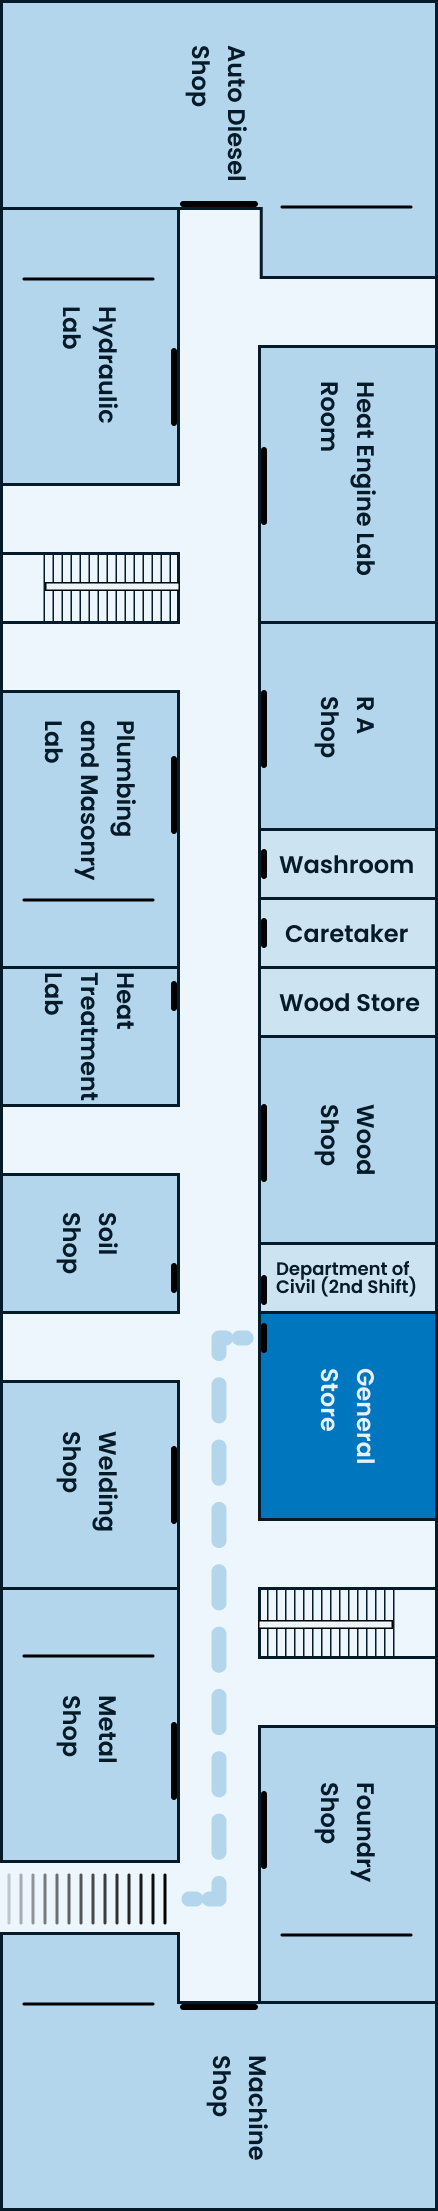 Auto Diesel
Shop
Hydraulic
Lab
Heat Engine Lab
Room
R A
Shop
Plumbing
and Masonry
Lab
Washroom
Caretaker
Heat
Treatment
Lab
Wood Store
Wood
Shop
Soil
Shop
Department of
Civil (2nd Shift)
General
Store
Welding
Shop
Metal
Shop
Foundry
Shop
Machine
Shop